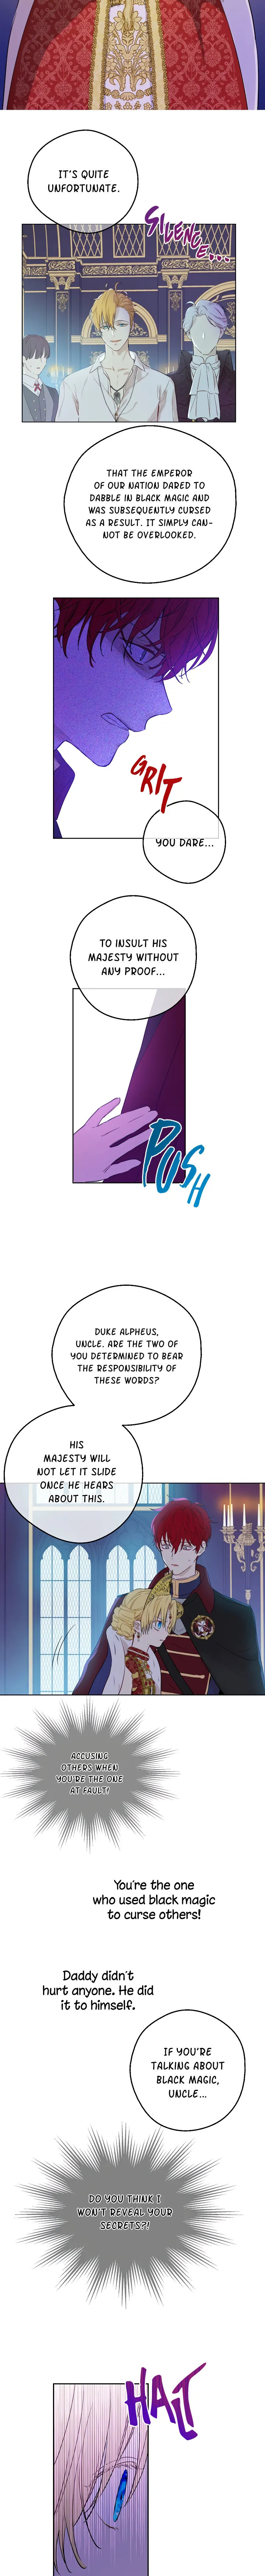 IT'S QUITE
UNFORTUNATE.
SILENCE...
THAT THE EMPEROR
OF OUR NATION DARED TO
DABBLE IN BLACK MAGIC AND
WAS SUBSEQUENTLY CURSED
AS A RESULT. IT SIMPLY CAN-
NOT BE OVERLOOKED.
GRIT
YOU DARE...
TO INSULT HIS
MAJESTY WITHOUT
ANY PROOF...
PUSH
DUKE ALPHEUS,
UNCLE. ARE THE TWO OF
YOU DETERMINED TO BEAR
THE RESPONSIBILITY OF
THESE WORDS?
HIS
MAJESTY WILL
NOT LET IT SLIDE
ONCE HE HEARS
ABOUT THIS.
ACCUSING
OTHERS WHEN
YOU'RE THE ONE
AT FAULT!
You're the one
who used black magic
to curse others!
Daddy didn't
hurt anyone. He did
it to himself.
IF YOU'RE
TALKING ABOUT
BLACK MAGIC,
UNCLE...
DO YOU THINK I
WON'T REVEAL YOUR
SECRETS?!
HALT